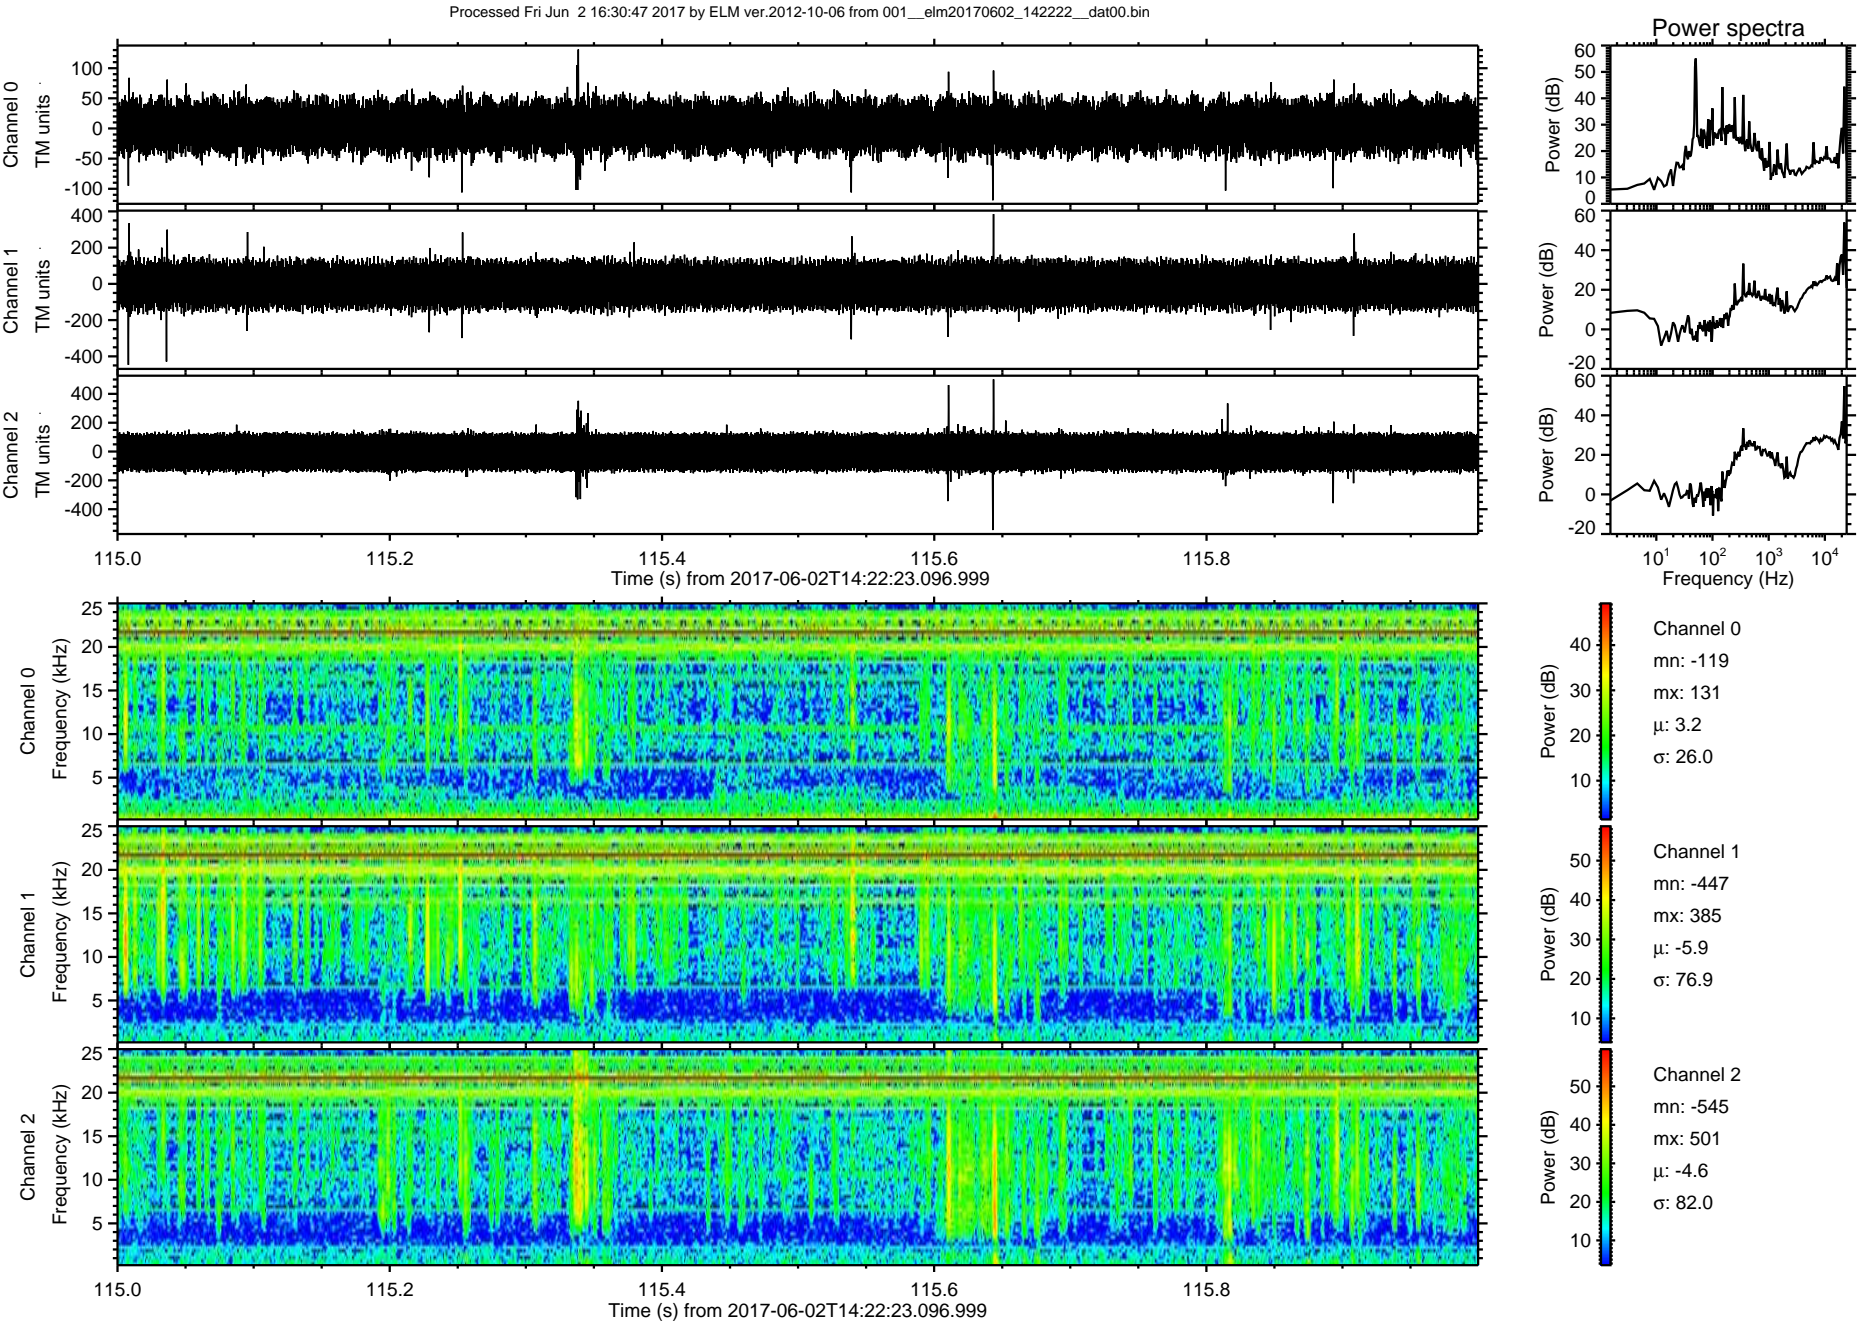 Processed Fri Jun  2 16:30:47 2017 by ELM ver.2012-10-06 from 001__elm20170602_142222__dat00.bin
Power spectra
Channel 0
TM units
100
50
0
-50
-100
Power (dB)
60
50
40
30
20
10
0
Channel 1
TM units
400
200
0
-200
-400
Power (dB)
60
40
20
0
-20
Channel 2
TM units
400
200
0
-200
-400
Power (dB)
60
40
20
0
-20
115.0 115.2 115.4 115.6 115.8
Time (s) from 2017-06-02T14:22:23.096.999
10^1 10^2 10^3 10^4
Frequency (Hz)
Channel 0
Frequency (kHz)
25
20
15
10
5
Power (dB)
40
30
20
10
Channel 0
mn: -119
mx: 131
μ: 3.2
σ: 26.0
Channel 1
Frequency (kHz)
25
20
15
10
5
Power (dB)
50
40
30
20
10
Channel 1
mn: -447
mx: 385
μ: -5.9
σ: 76.9
Channel 2
Frequency (kHz)
25
20
15
10
5
Power (dB)
50
40
30
20
10
Channel 2
mn: -545
mx: 501
μ: -4.6
σ: 82.0
115.0 115.2 115.4 115.6 115.8
Time (s) from 2017-06-02T14:22:23.096.999